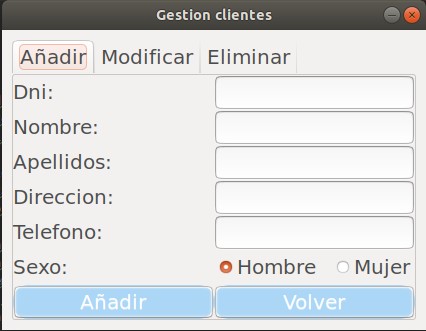 Gestion clientes
Añadir Modificar Eliminar
Dni:
Nombre:
Apellidos:
Direccion:
Telefono:
Sexo: Hombre Mujer
Añadir Volver